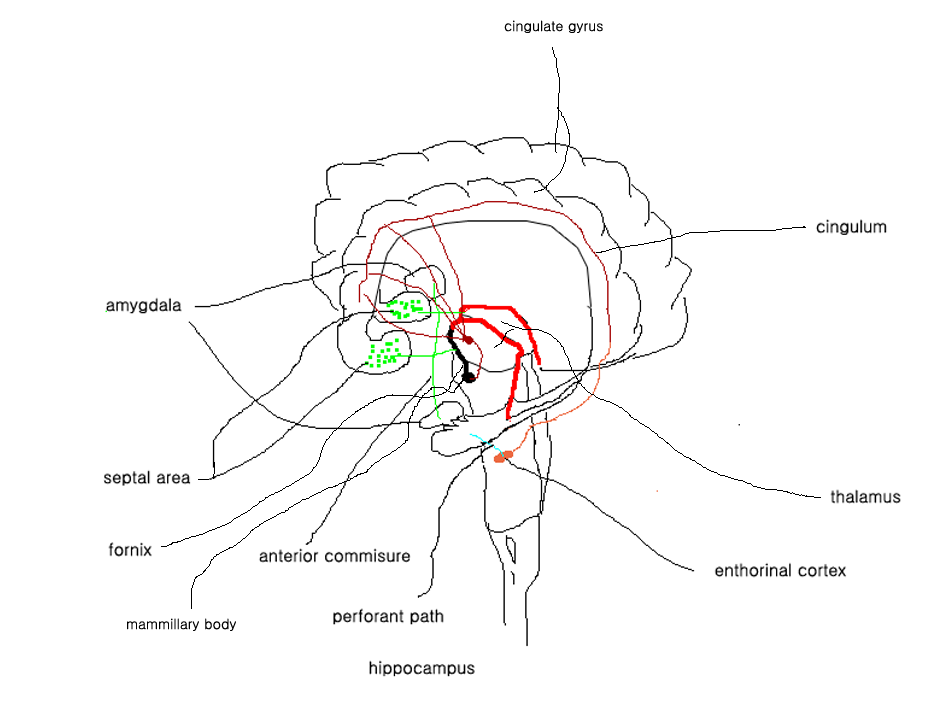 cingulate gyrus
cingulum
amygdala
septal area
thalamus
fornix
anterior commisure
enthorinal cortex
perforant path
mammillary body
hippocampus